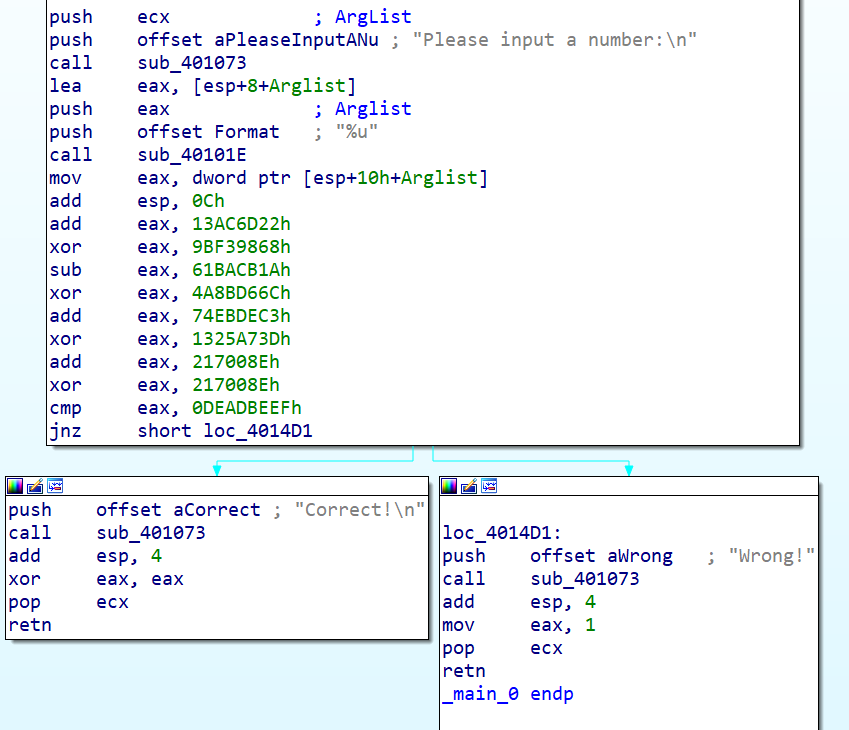 push ecx ; ArgList
push offset aPleaseInputANu ; "Please input a number:\n"
call sub_401073
lea eax, [esp+8+Arglist]
push eax ; Arglist
push offset Format ; "%u"
call sub_40101E
mov eax, dword ptr [esp+10h+Arglist]
add esp, 0Ch
add eax, 13AC6D22h
xor eax, 9BF39868h
sub eax, 61BACB1Ah
xor eax, 4A8BD66Ch
add eax, 74EBDEC3h
xor eax, 1325A73Dh
add eax, 217008Eh
xor eax, 217008Eh
cmp eax, 0DEADBEEFh
jnz short loc_4014D1
push offset aCorrect ; "Correct!\n"
call sub_401073
add esp, 4
xor eax, eax
pop ecx
retn
loc_4014D1:
push offset aWrong ; "Wrong!"
call sub_401073
add esp, 4
mov eax, 1
pop ecx
retn
_main_0 endp